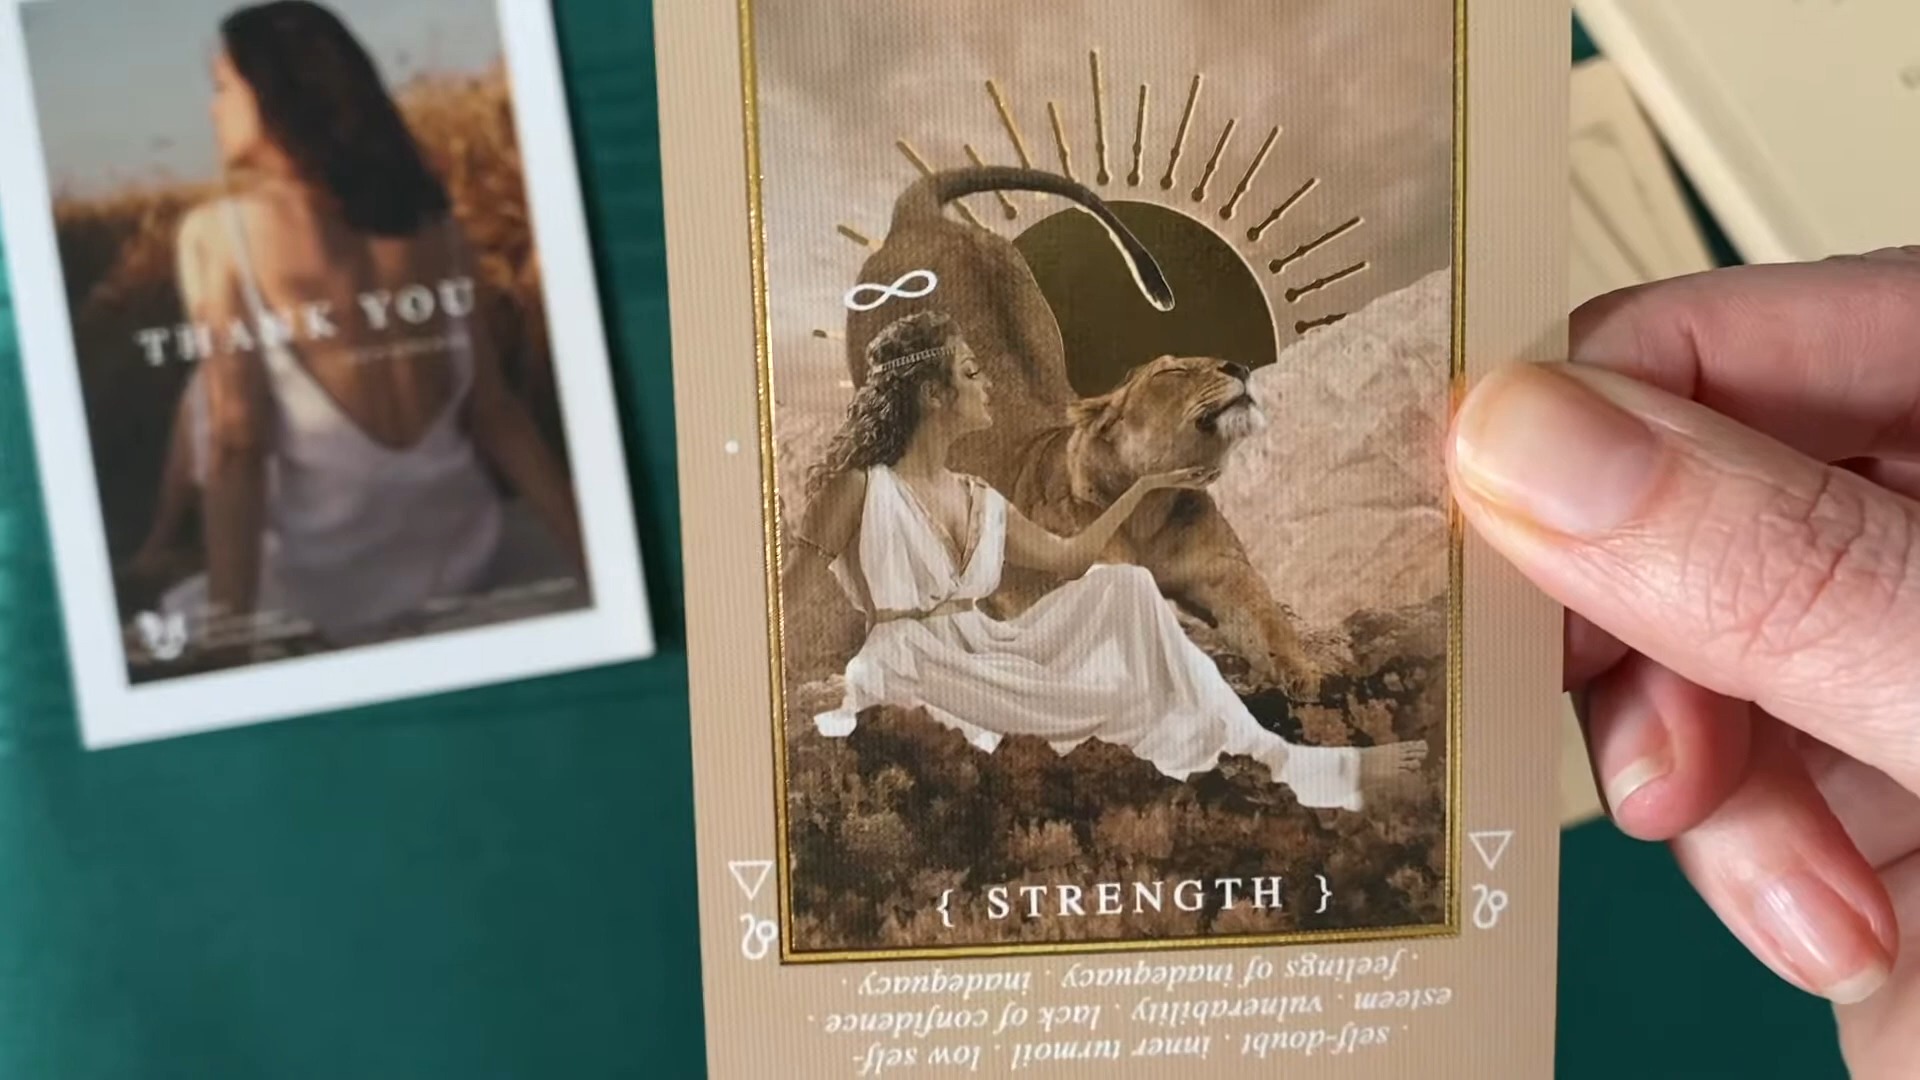 THANK YOU
{ STRENGTH }
. self-doubt . inner turmoil . low self-
esteem . vulnerability . lack of confidence .
. feelings of inadequacy . inadequacy .